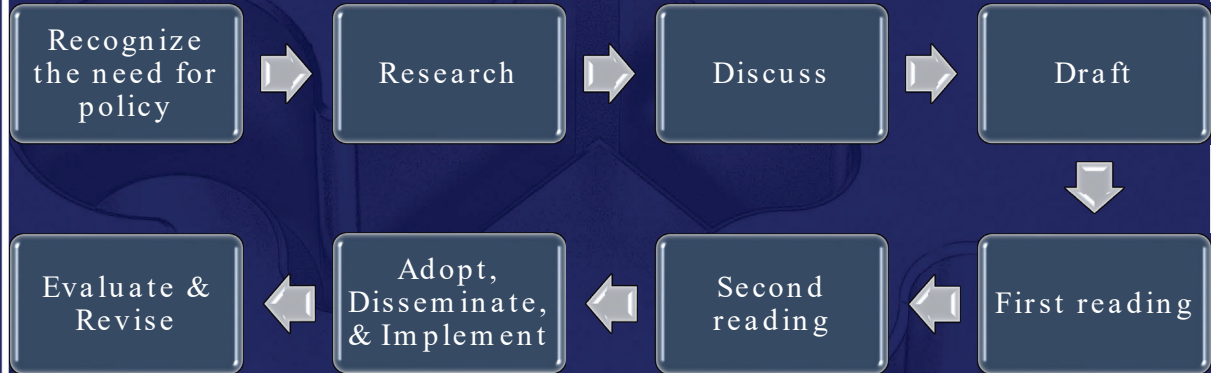 Recognize
the need for
policy
Research
Discuss
Draft
First reading
Second
reading
Adopt,
Disseminate,
& Implement
Evaluate &
Revise